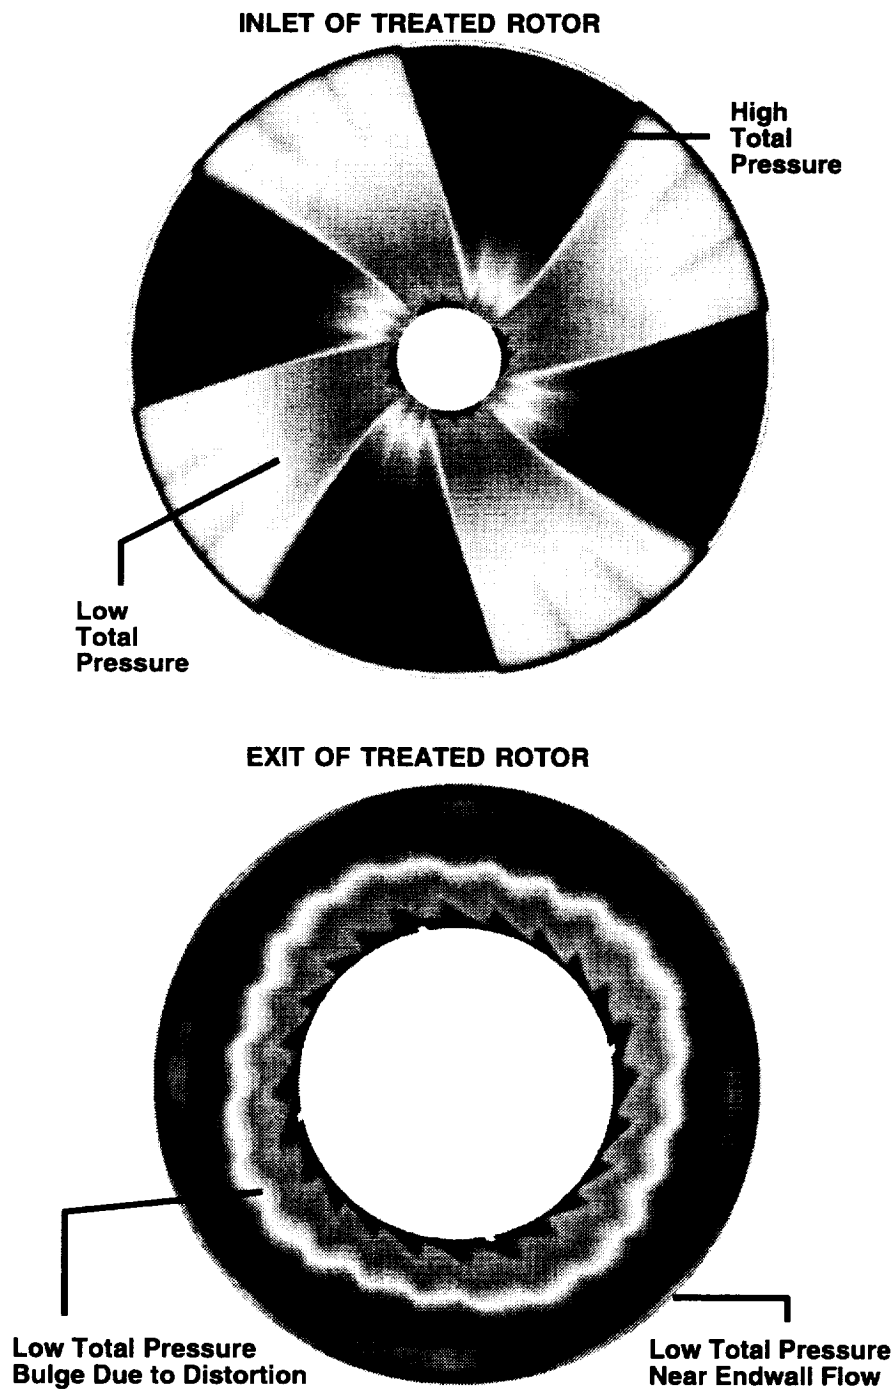 INLET OF TREATED ROTOR
High
Total
Pressure
Low
Total
Pressure
EXIT OF TREATED ROTOR
Low Total Pressure
Bulge Due to Distortion
Low Total Pressure
Near Endwall Flow